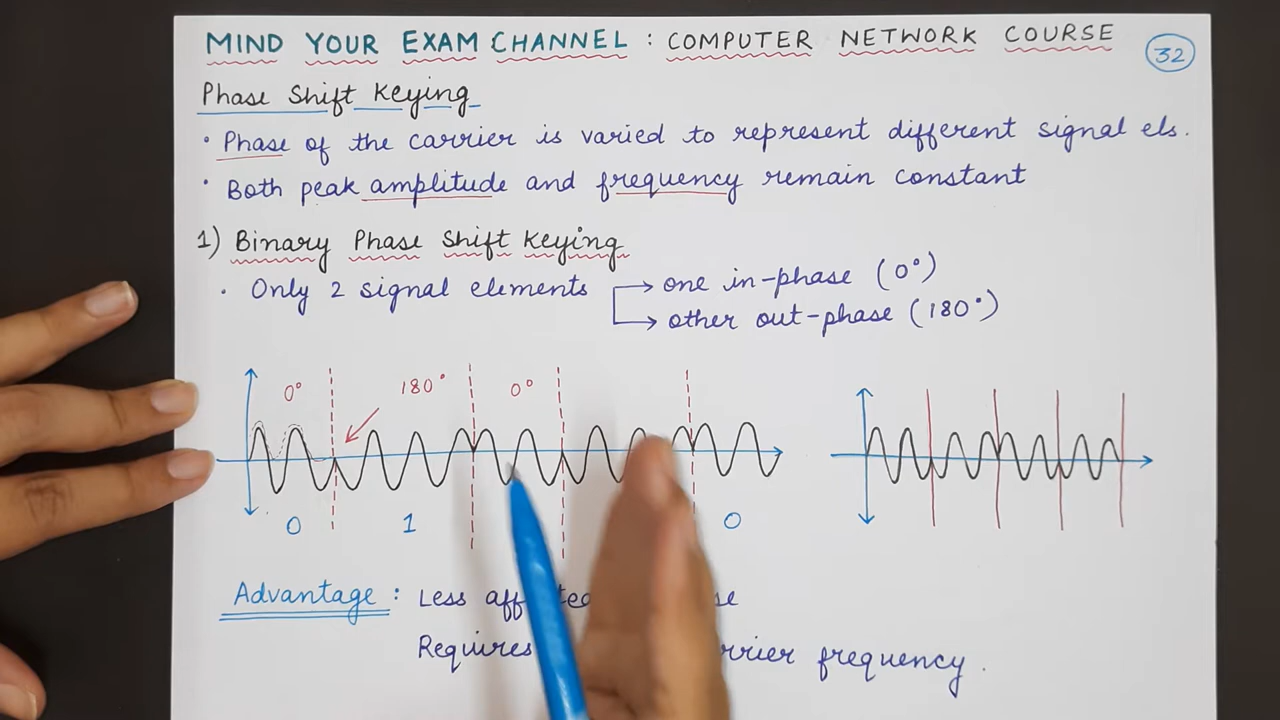 MIND YOUR EXAM CHANNEL : COMPUTER NETWORK COURSE
32
Phase Shift Keying
• Phase of the carrier is varied to represent different signal els.
• Both peak amplitude and frequency remain constant
1) Binary Phase Shift Keying
• Only 2 signal elements
one in-phase (0°)
other out-phase (180°)
0° 180° 0°
0 1 0
Advantage : Less
Requires frequency.